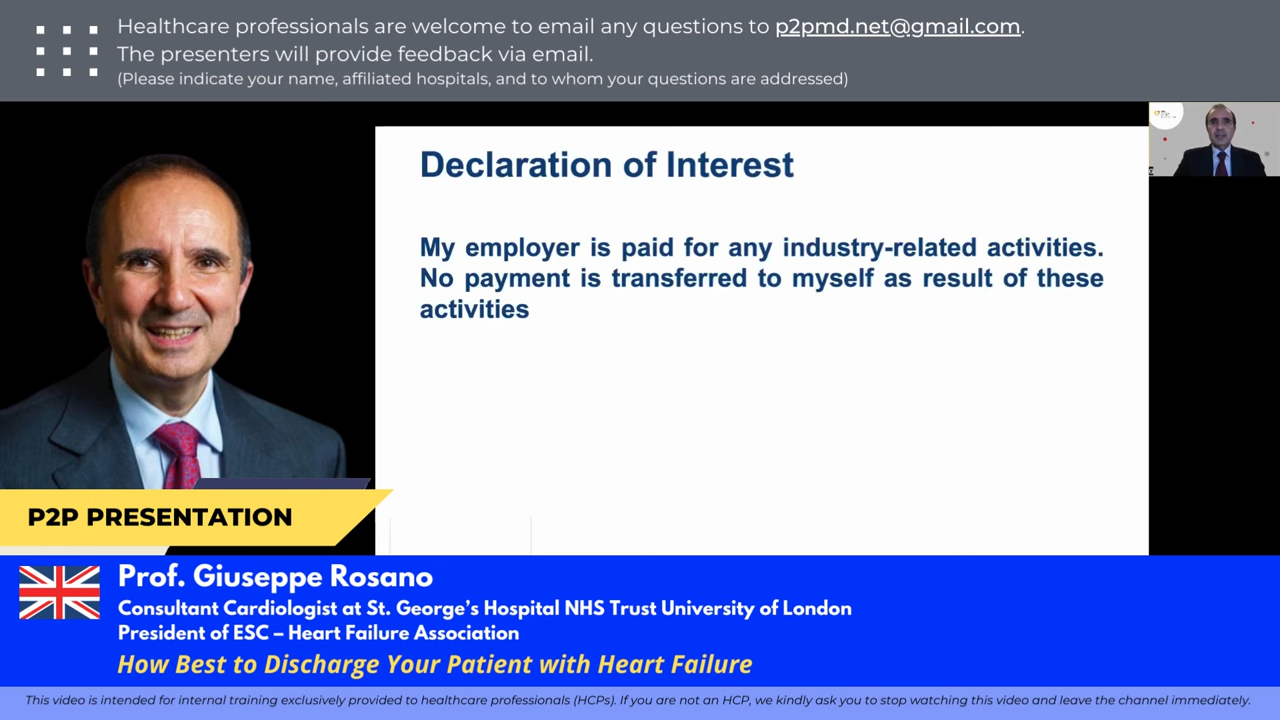 Healthcare professionals are welcome to email any questions to p2pmd.net@gmail.com.
The presenters will provide feedback via email.
(Please indicate your name, affiliated hospitals, and to whom your questions are addressed)
Declaration of Interest
My employer is paid for any industry-related activities.
No payment is transferred to myself as result of these
activities
P2P PRESENTATION
Prof. Giuseppe Rosano
Consultant Cardiologist at St. George's Hospital NHS Trust University of London
President of ESC – Heart Failure Association
How Best to Discharge Your Patient with Heart Failure
This video is intended for internal training exclusively provided to healthcare professionals (HCPs). If you are not an HCP, we kindly ask you to stop watching this video and leave the channel immediately.